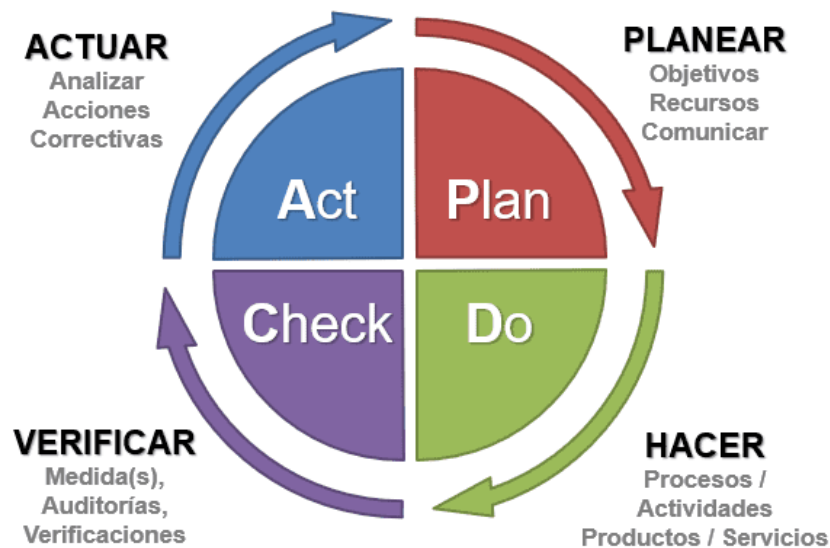 ACTUAR
Analizar
Acciones
Correctivas
PLANEAR
Objetivos
Recursos
Comunicar
Act
Plan
Check
Do
VERIFICAR
Medida(s),
Auditorías,
Verificaciones
HACER
Procesos /
Actividades
Productos / Servicios